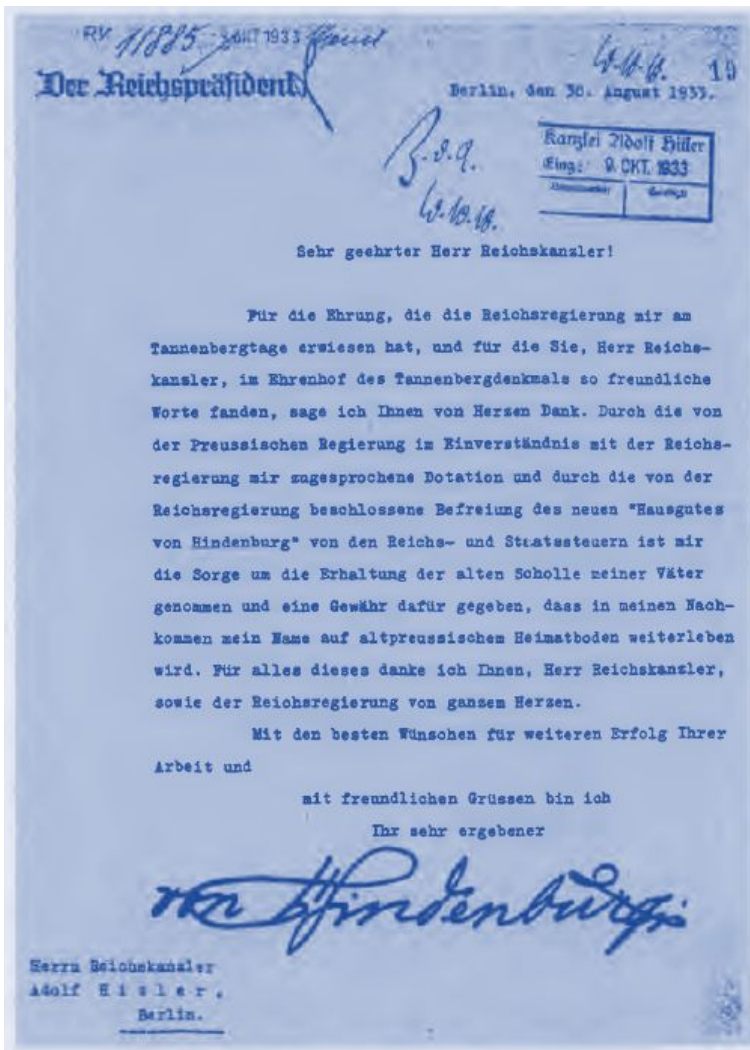 RV. 11885 OKT 1933
19
Der Reichspräsident
Berlin, den 30. August 1933.
Kanzlei Adolf Hitler
Eing: 9. OKT. 1933
Sehr geehrter Herr Reichskanzler!
Für die Ehrung, die die Reichsregierung mir am
Tannenbergtage erwiesen hat, und für die Sie, Herr Reichs-
kanzler, im Ehrenhof des Tannenbergdenkmals so freundliche
Worte fanden, sage ich Ihnen von Herzen Dank. Durch die von
der Preussischen Regierung im Einverständnis mit der Reichs-
regierung mir zugesprochene Dotation und durch die von der
Reichsregierung beschlossene Befreiung des neuen "Hausgutes
von Hindenburg" von den Reichs- und Staatssteuern ist mir
die Sorge um die Erhaltung der alten Scholle meiner Väter
genommen und eine Gewähr dafür gegeben, dass in meinen Nach-
kommen mein Name auf altpreussischem Heimatboden weiterleben
wird. Für alles dieses danke ich Ihnen, Herr Reichskanzler,
sowie der Reichsregierung von ganzem Herzen.
Mit den besten Wünschen für weiteren Erfolg Ihrer
Arbeit und
mit freundlichen Grüssen bin ich
Ihr sehr ergebener
von Hindenburg
Herrn Reichskanzler
Adolf Hitler,
Berlin.